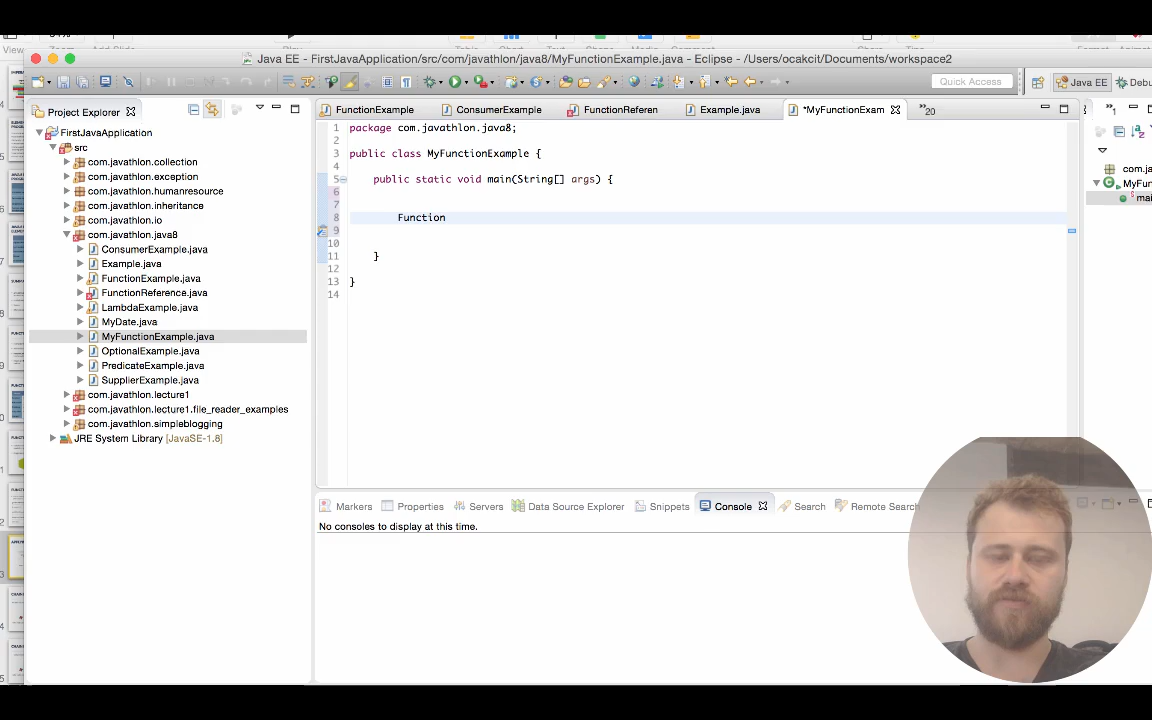 Java EE - FirstJavaApplication/src/com/javathlon/java8/MyFunctionExample.java - Eclipse - /Users/ocakcit/Documents/workspace2
Quick Access
Java EE
Debu
Project Explorer
FunctionExample
ConsumerExample
FunctionReferen
Example.java
*MyFunctionExam
»20
FirstJavaApplication
src
com.javathlon.collection
com.javathlon.exception
com.javathlon.humanresource
com.javathlon.inheritance
com.javathlon.io
com.javathlon.java8
ConsumerExample.java
Example.java
FunctionExample.java
FunctionReference.java
LambdaExample.java
MyDate.java
MyFunctionExample.java
OptionalExample.java
PredicateExample.java
SupplierExample.java
com.javathlon.lecture1
com.javathlon.lecture1.file_reader_examples
com.javathlon.simpleblogging
JRE System Library [JavaSE-1.8]
1 package com.javathlon.java8;
2
3 public class MyFunctionExample {
4
5 public static void main(String[] args) {
6
7
8 Function
9
10
11 }
12
13 }
14
com.ja
MyFun
mai
Markers
Properties
Servers
Data Source Explorer
Snippets
Console
Search
Remote Search
No consoles to display at this time.